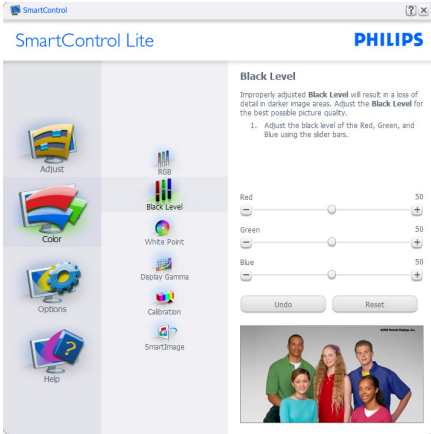 SmartControl
? ×
SmartControl Lite
PHILIPS
Adjust
Color
Options
Help
RGB
Black Level
White Point
Display Gamma
Calibration
SmartImage
Black Level
Improperly adjusted Black Level will result in a loss of
detail in darker image areas. Adjust the Black Level for
the best possible picture quality.
1. Adjust the black level of the Red, Green, and
Blue using the slider bars.
Red 50
Green 50
Blue 50
Undo Reset